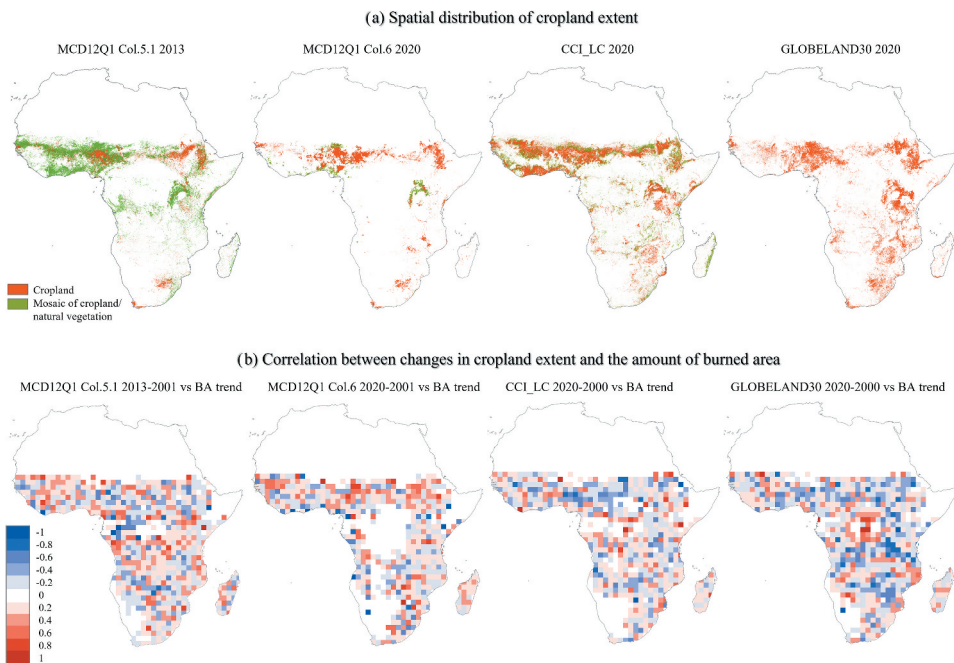 (a) Spatial distribution of cropland extent
MCD12Q1 Col.5.1 2013
MCD12Q1 Col.6 2020
CCI_LC 2020
GLOBELAND30 2020
Cropland
Mosaic of cropland/
natural vegetation
(b) Correlation between changes in cropland extent and the amount of burned area
MCD12Q1 Col.5.1 2013-2001 vs BA trend
MCD12Q1 Col.6 2020-2001 vs BA trend
CCI_LC 2020-2000 vs BA trend
GLOBELAND30 2020-2000 vs BA trend
-1
-0.8
-0.6
-0.4
-0.2
0
0.2
0.4
0.6
0.8
1